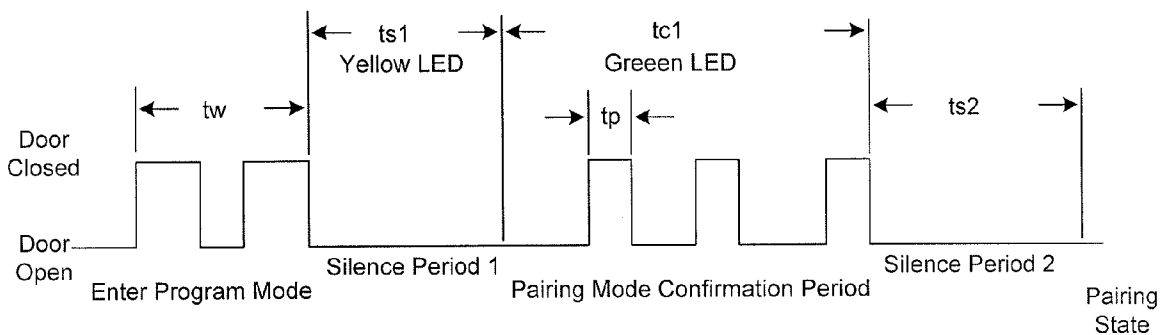 ts1
Yellow LED
tc1
Greeen LED
tw
tp
ts2
Door
Closed
Door
Open
Silence Period 1
Silence Period 2
Enter Program Mode
Pairing Mode Confirmation Period
Pairing
State